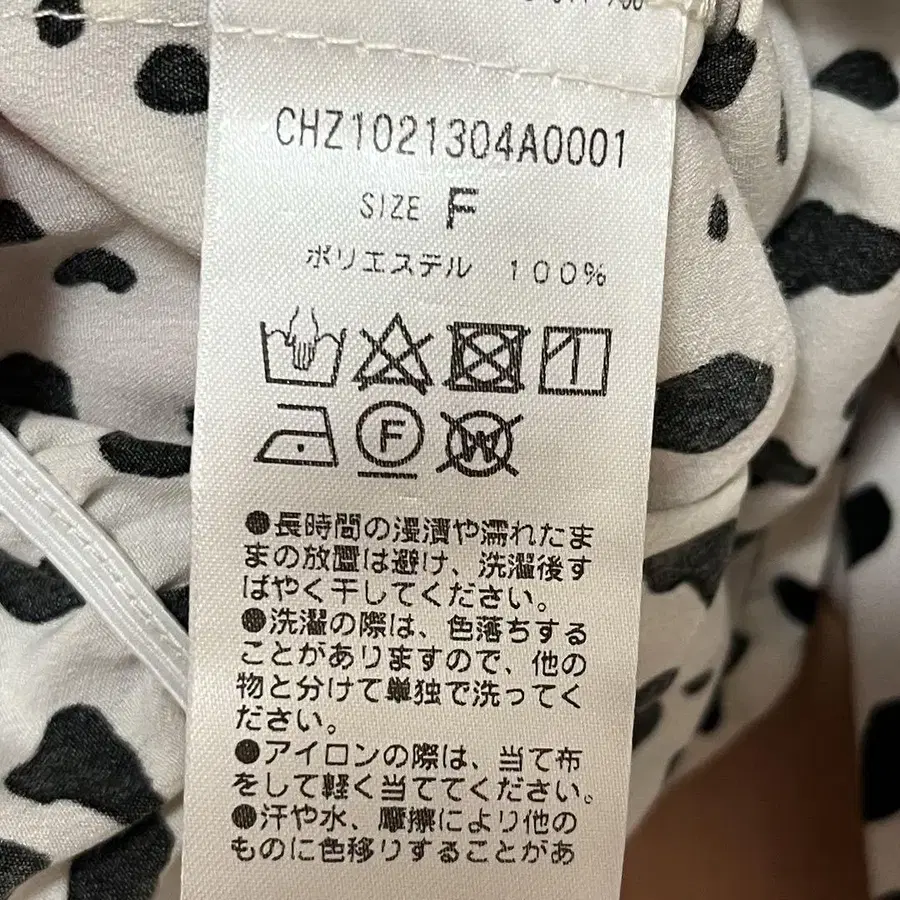 CHZ1021304A0001
SIZE F
ポリエステル 100%
F
W
●長時間の浸漬や濡れたま
まの放置は避け、洗濯後す
ばやく干してください。
●洗濯の際は、色落ちする
ことがありますので、他の
物と分けて単独で洗ってく
ださい。
●アイロンの際は、当て布
をして軽く当ててください。
●汗や水、摩擦により他の
ものに色移りすることがあ